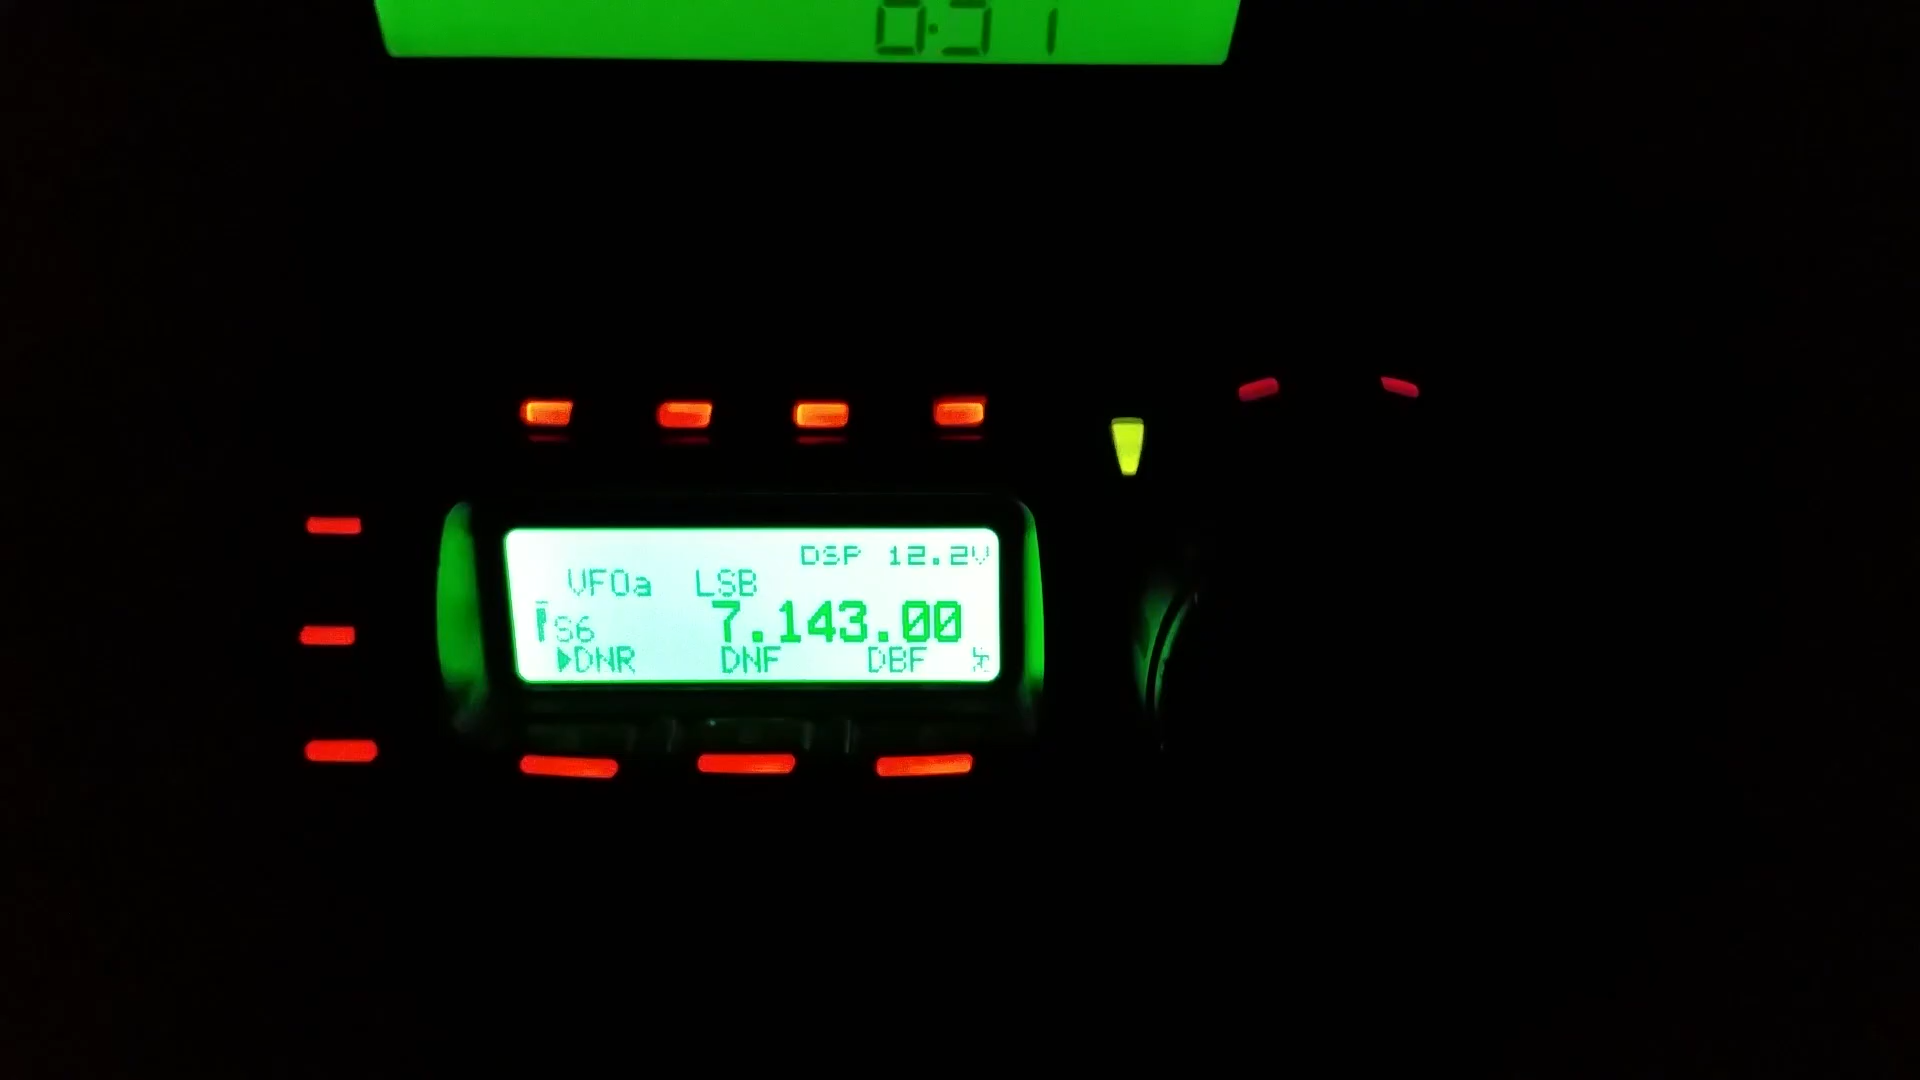 0:31
DSP 12.2V
VFOa LSB
S6 7.143.00
▶DNR DNF DBF